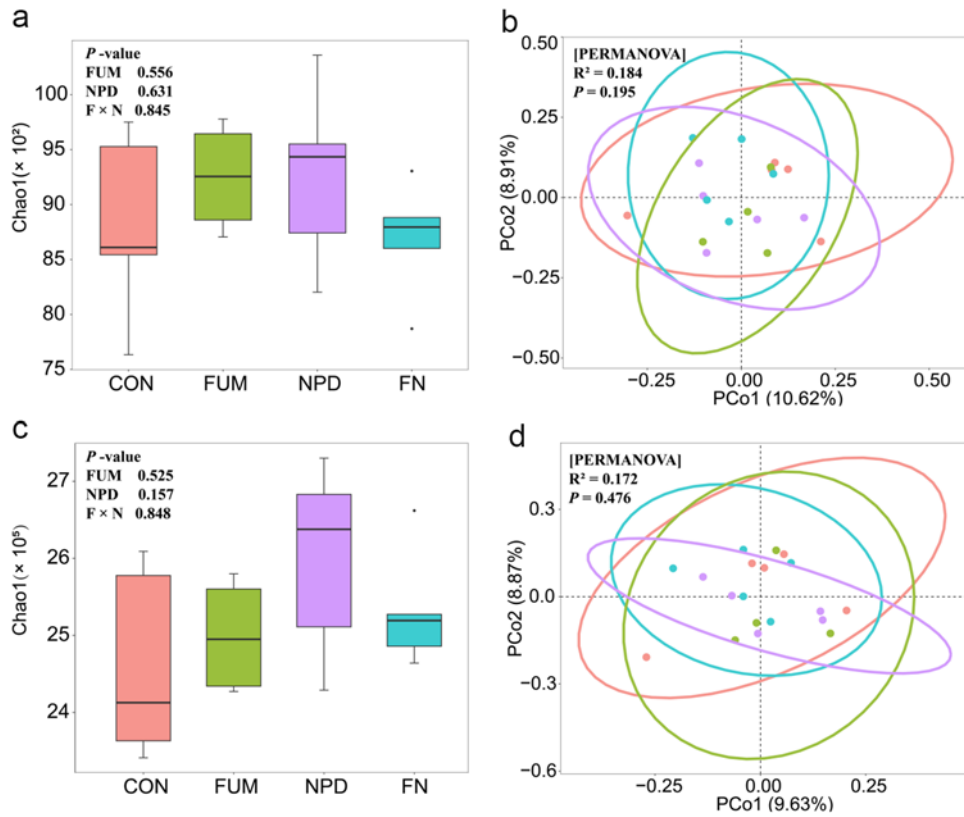 a
P -value
FUM 0.556
NPD 0.631
F × N 0.845
Chao1(× 10²)
100
95
90
85
80
75
CON FUM NPD FN
b
[PERMANOVA]
R² = 0.184
P = 0.195
PCo2 (8.91%)
0.50
0.25
0.00
−0.25
−0.50
−0.25 0.00 0.25 0.50
PCo1 (10.62%)
c
P -value
FUM 0.525
NPD 0.157
F × N 0.848
Chao1(× 10⁵)
27
26
25
24
CON FUM NPD FN
d
[PERMANOVA]
R² = 0.172
P = 0.476
PCo2 (8.87%)
0.3
0.0
−0.3
−0.6
−0.25 0.00 0.25
PCo1 (9.63%)